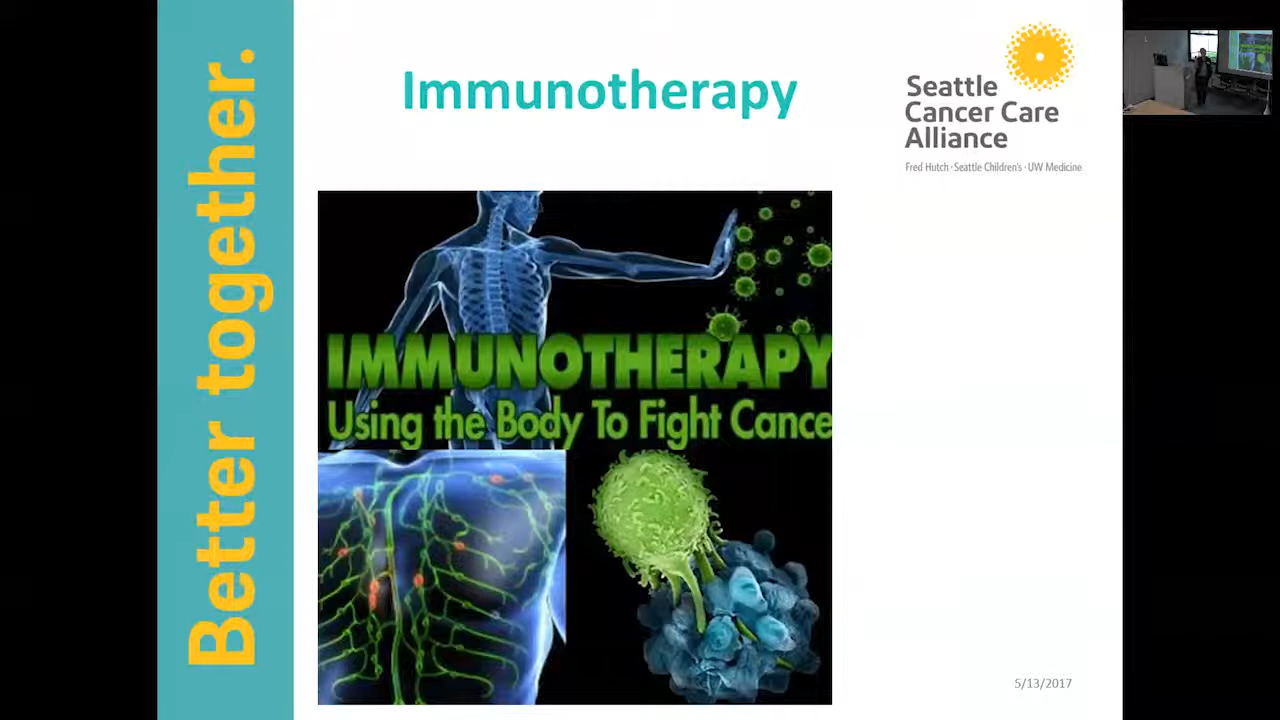 Better together.
Immunotherapy
Seattle
Cancer Care
Alliance
Fred Hutch · Seattle Children's · UW Medicine
IMMUNOTHERAPY
Using the Body To Fight Cance
5/13/2017